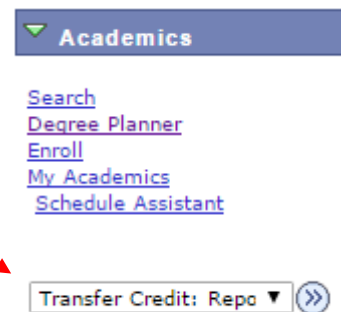 Academics
Search
Degree Planner
Enroll
My Academics
Schedule Assistant
Transfer Credit: Repo